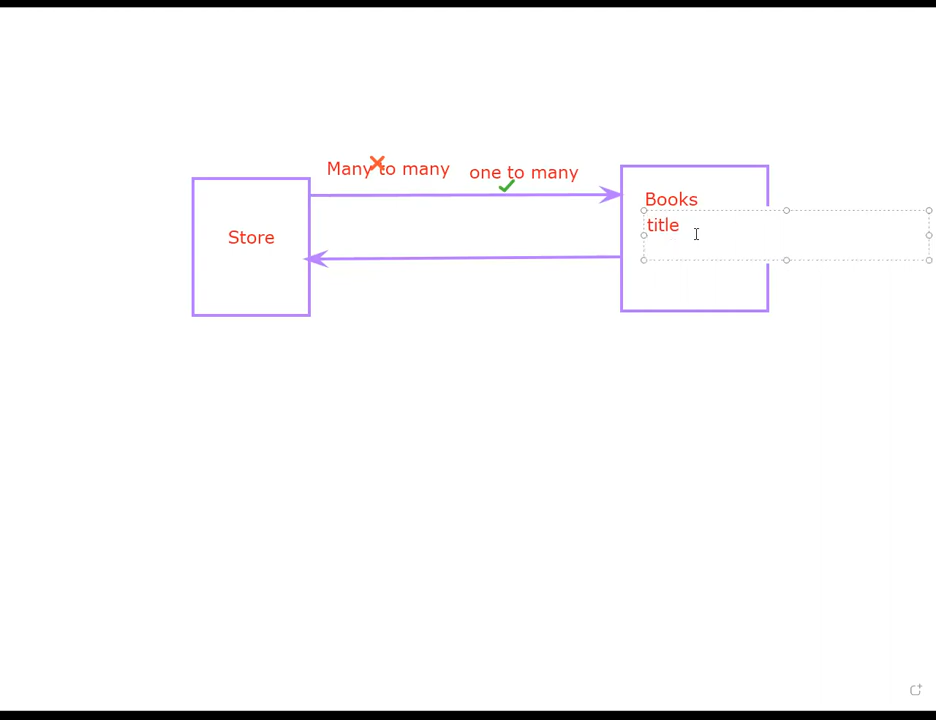 Many to many
one to many
Store
Books
title